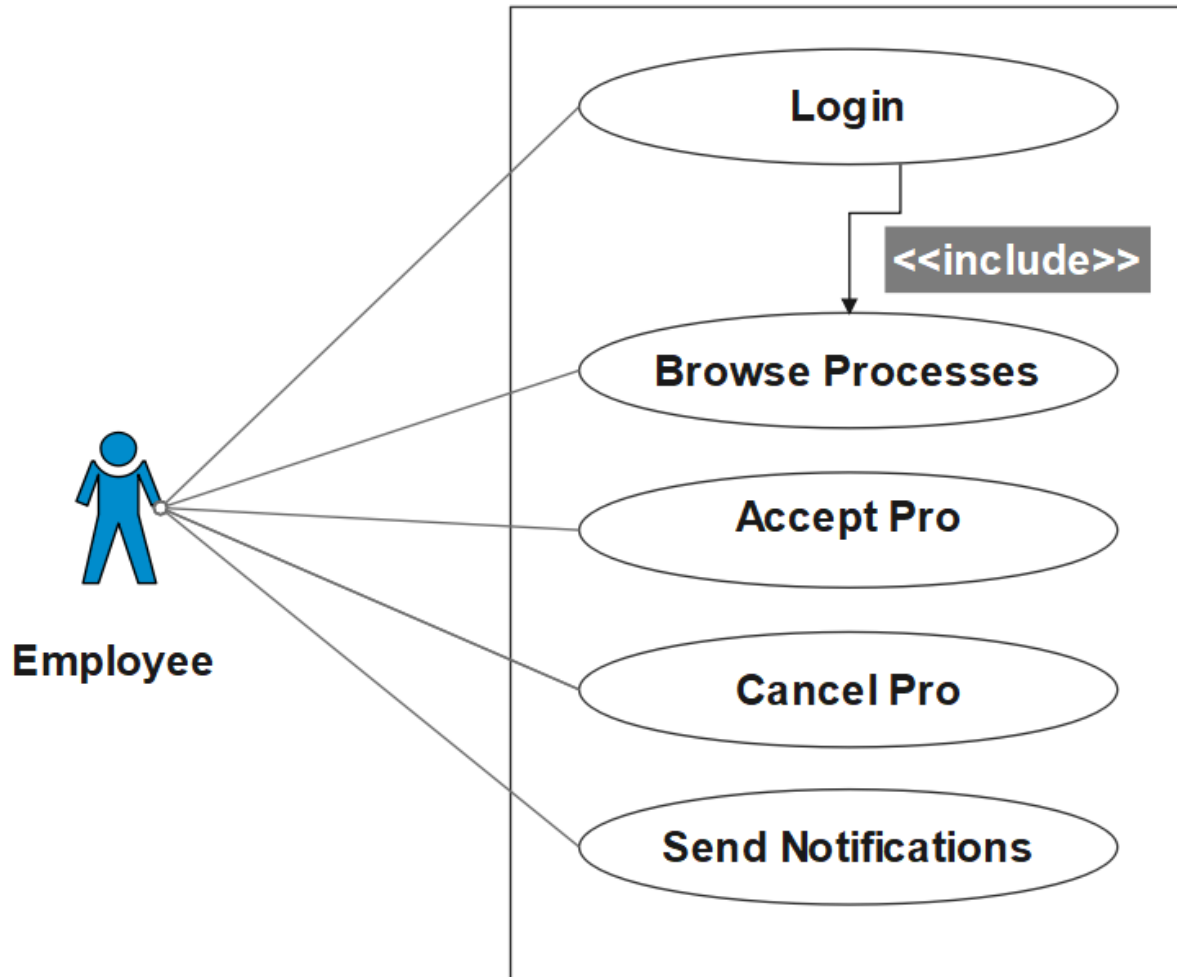 Login
<<include>>
Browse Processes
Accept Pro
Employee
Cancel Pro
Send Notifications